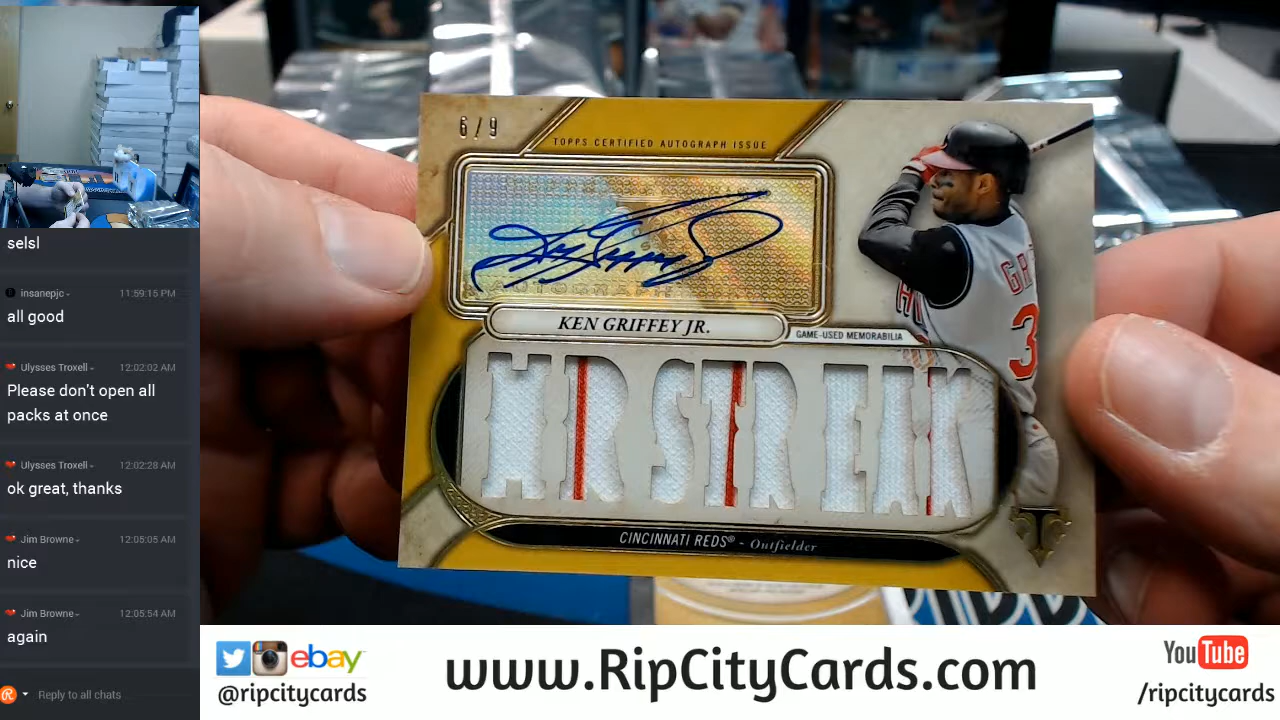 selsl
insanepjc
11:59:15 PM
all good
Ulysses Troxell
12:02:02 AM
Please don't open all
packs at once
Ulysses Troxell
12:02:28 AM
ok great, thanks
Jim Browne
12:05:05 AM
nice
Jim Browne
12:05:54 AM
again
Reply to all chats
6/9
TOPPS CERTIFIED AUTOGRAPH ISSUE
KEN GRIFFEY JR.
GAME-USED MEMORABILIA
GR
3
MR STREAK
CINCINNATI REDS® - Outfielder
ebay
@ripcitycards
www.RipCityCards.com
YouTube
/ripcitycards